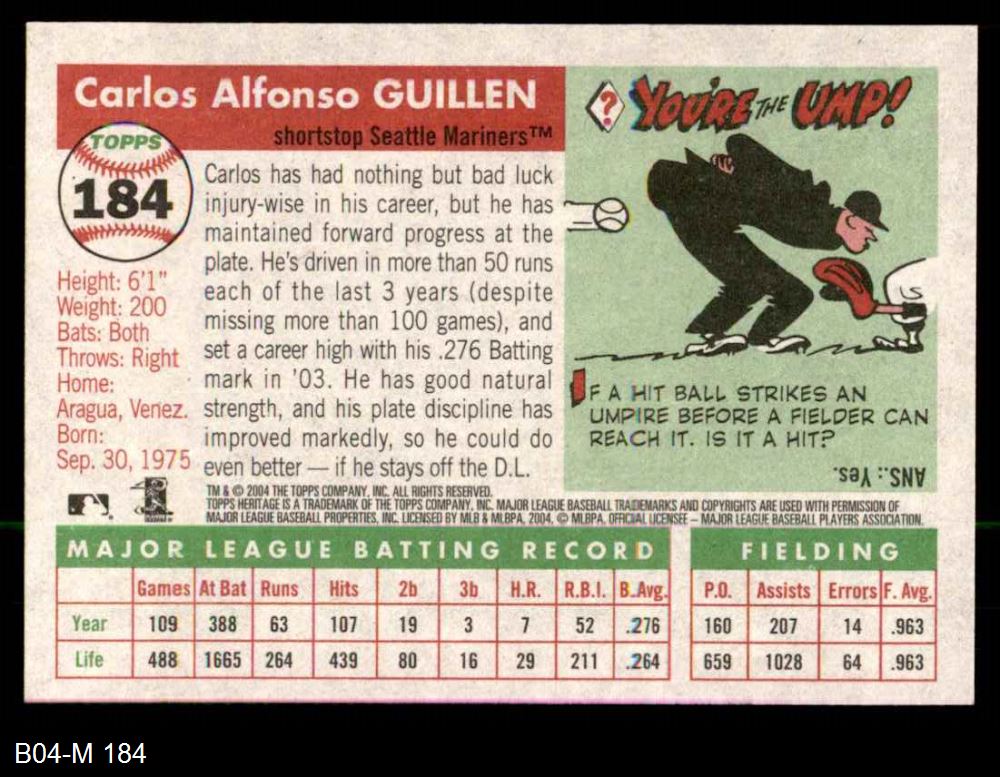 Carlos Alfonso GUILLEN
shortstop Seattle Mariners™
TOPPS
184
Height: 6'1"
Weight: 200
Bats: Both
Throws: Right
Home:
Aragua, Venez.
Born:
Sep. 30, 1975
Carlos has had nothing but bad luck
injury-wise in his career, but he has
maintained forward progress at the
plate. He's driven in more than 50 runs
each of the last 3 years (despite
missing more than 100 games), and
set a career high with his .276 Batting
mark in '03. He has good natural
strength, and his plate discipline has
improved markedly, so he could do
even better — if he stays off the D.L.
? YOU'RE THE UMP!
IF A HIT BALL STRIKES AN
UMPIRE BEFORE A FIELDER CAN
REACH IT. IS IT A HIT?
ANS.: Yes.
TM & © 2004 THE TOPPS COMPANY, INC. ALL RIGHTS RESERVED.
TOPPS HERITAGE IS A TRADEMARK OF THE TOPPS COMPANY, INC. MAJOR LEAGUE BASEBALL TRADEMARKS AND COPYRIGHTS ARE USED WITH PERMISSION OF
MAJOR LEAGUE BASEBALL PROPERTIES, INC. LICENSED BY MLB & MLBPA, 2004. © MLBPA, OFFICIAL LICENSEE – MAJOR LEAGUE BASEBALL PLAYERS ASSOCIATION.
MAJOR LEAGUE BATTING RECORD FIELDING
Games At Bat Runs Hits 2b 3b H.R. R.B.I. B.Avg. P.O. Assists Errors F. Avg.
Year 109 388 63 107 19 3 7 52 .276 160 207 14 .963
Life 488 1665 264 439 80 16 29 211 .264 659 1028 64 .963
B04-M 184